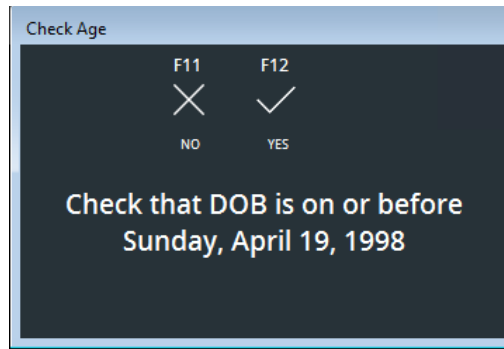 Check Age
F11 F12
NO YES
Check that DOB is on or before
Sunday, April 19, 1998